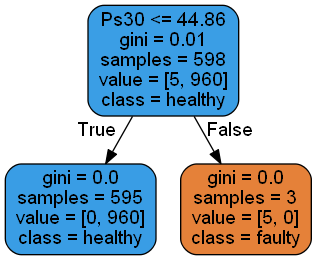 Ps30 <= 44.86
gini = 0.01
samples = 598
value = [5, 960]
class = healthy
True
False
gini = 0.0
samples = 595
value = [0, 960]
class = healthy
gini = 0.0
samples = 3
value = [5, 0]
class = faulty